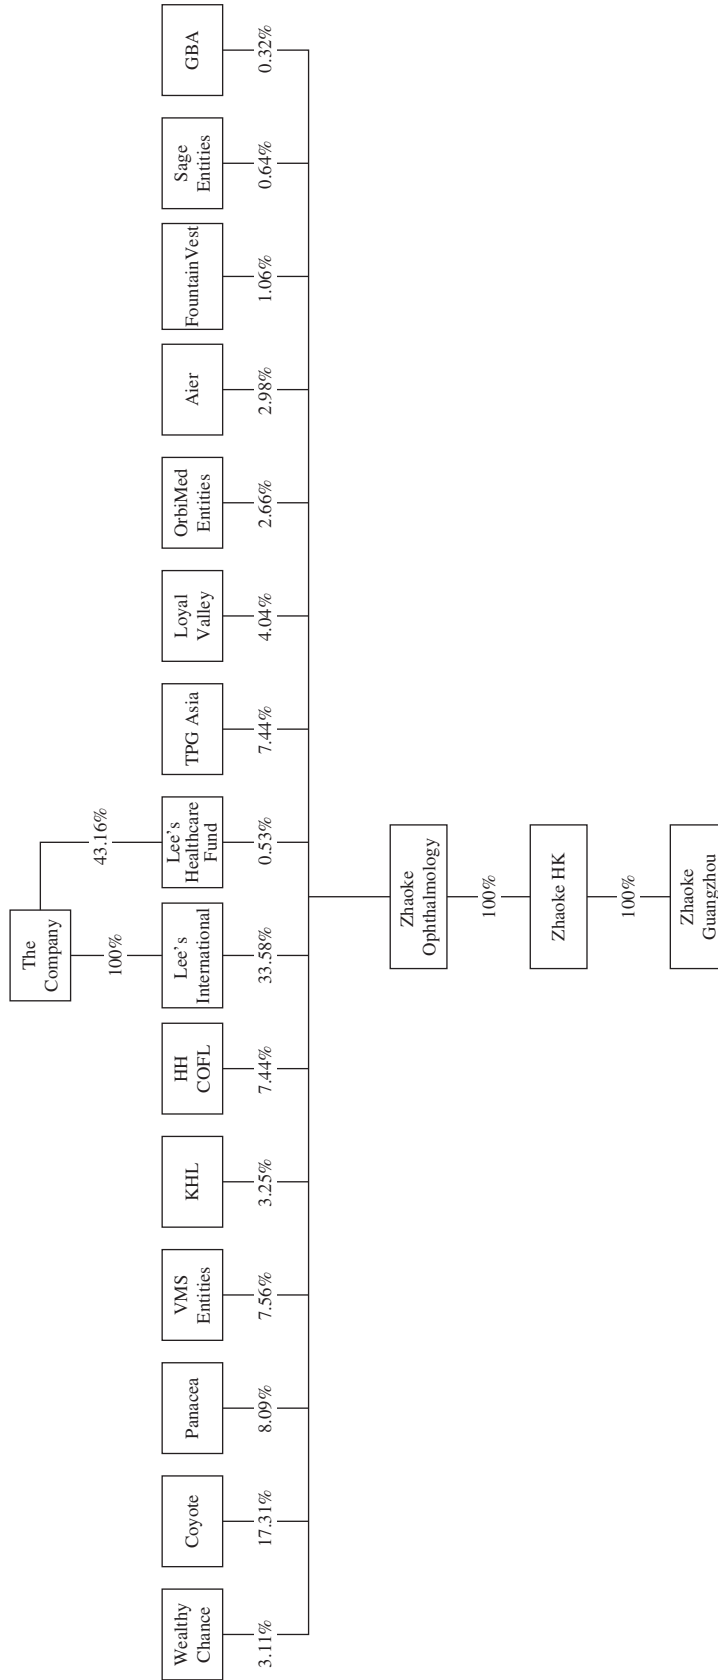 The
Company
100%
43.16%
Wealthy
Chance
Coyote
Panacea
VMS
Entities
KHL
HH
COFL
Lee's
International
Lee's
Healthcare
Fund
TPG Asia
Loyal
Valley
OrbiMed
Entities
Aier
FountainVest
Sage
Entities
GBA
3.11%
17.31%
8.09%
7.56%
3.25%
7.44%
33.58%
0.53%
7.44%
4.04%
2.66%
2.98%
1.06%
0.64%
0.32%
Zhaoke
Ophthalmology
100%
Zhaoke HK
100%
Zhaoke
Guangzhou